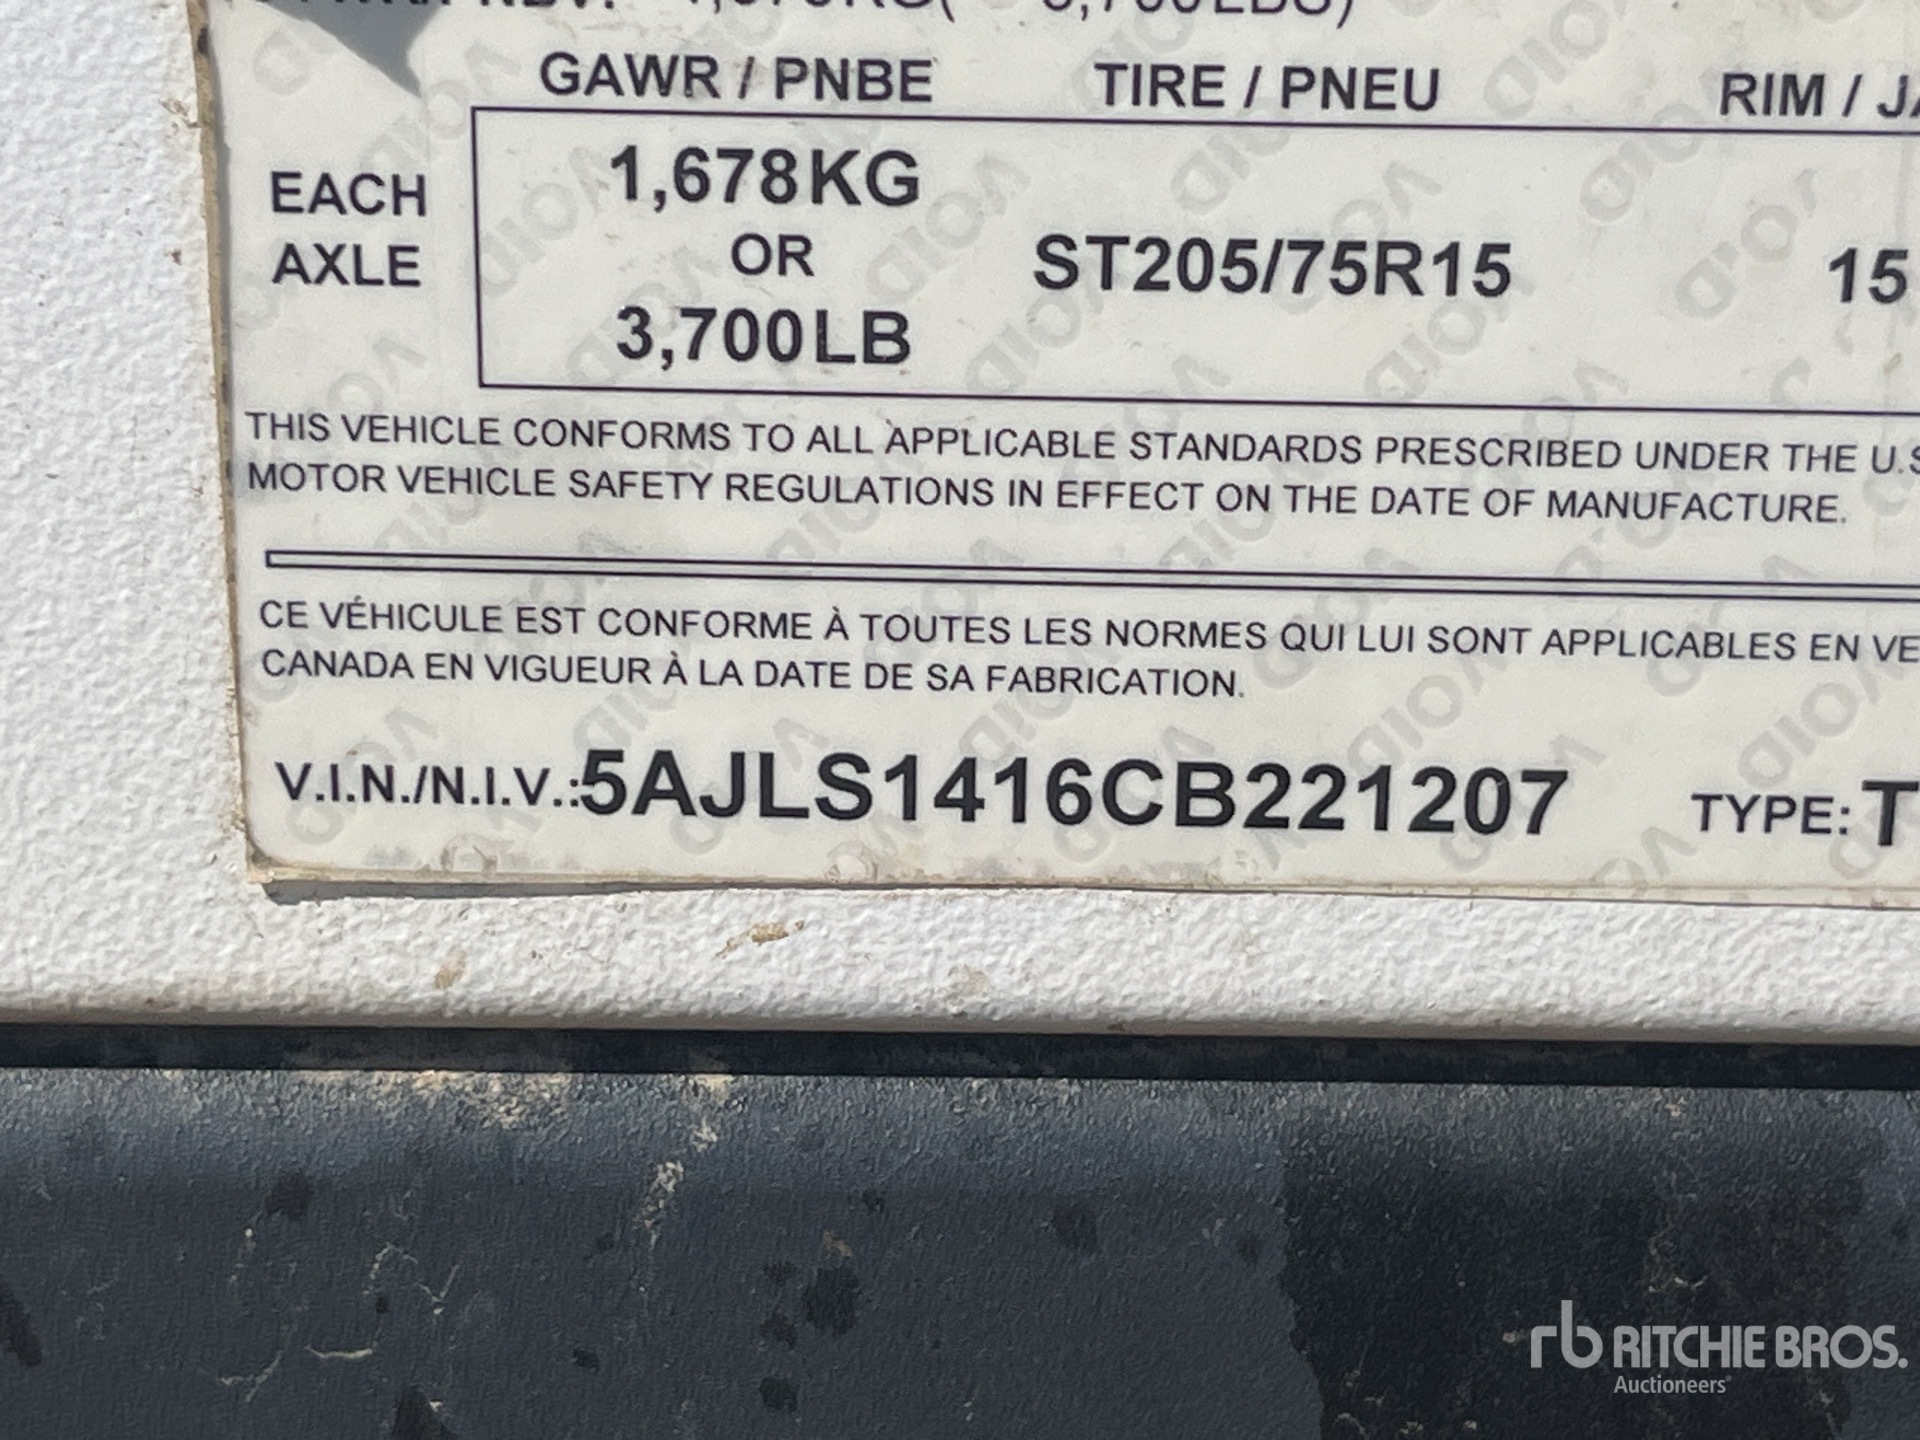 GAWR / PNBE TIRE / PNEU RIM /
EACH AXLE
1,678KG
OR
3,700LB
ST205/75R15
15
THIS VEHICLE CONFORMS TO ALL APPLICABLE STANDARDS PRESCRIBED UNDER THE U.S
MOTOR VEHICLE SAFETY REGULATIONS IN EFFECT ON THE DATE OF MANUFACTURE.
CE VÉHICULE EST CONFORME À TOUTES LES NORMES QUI LUI SONT APPLICABLES EN VE
CANADA EN VIGUEUR À LA DATE DE SA FABRICATION.
V.I.N./N.I.V.:5AJLS1416CB221207 TYPE: T
rb RITCHIE BROS.
Auctioneers